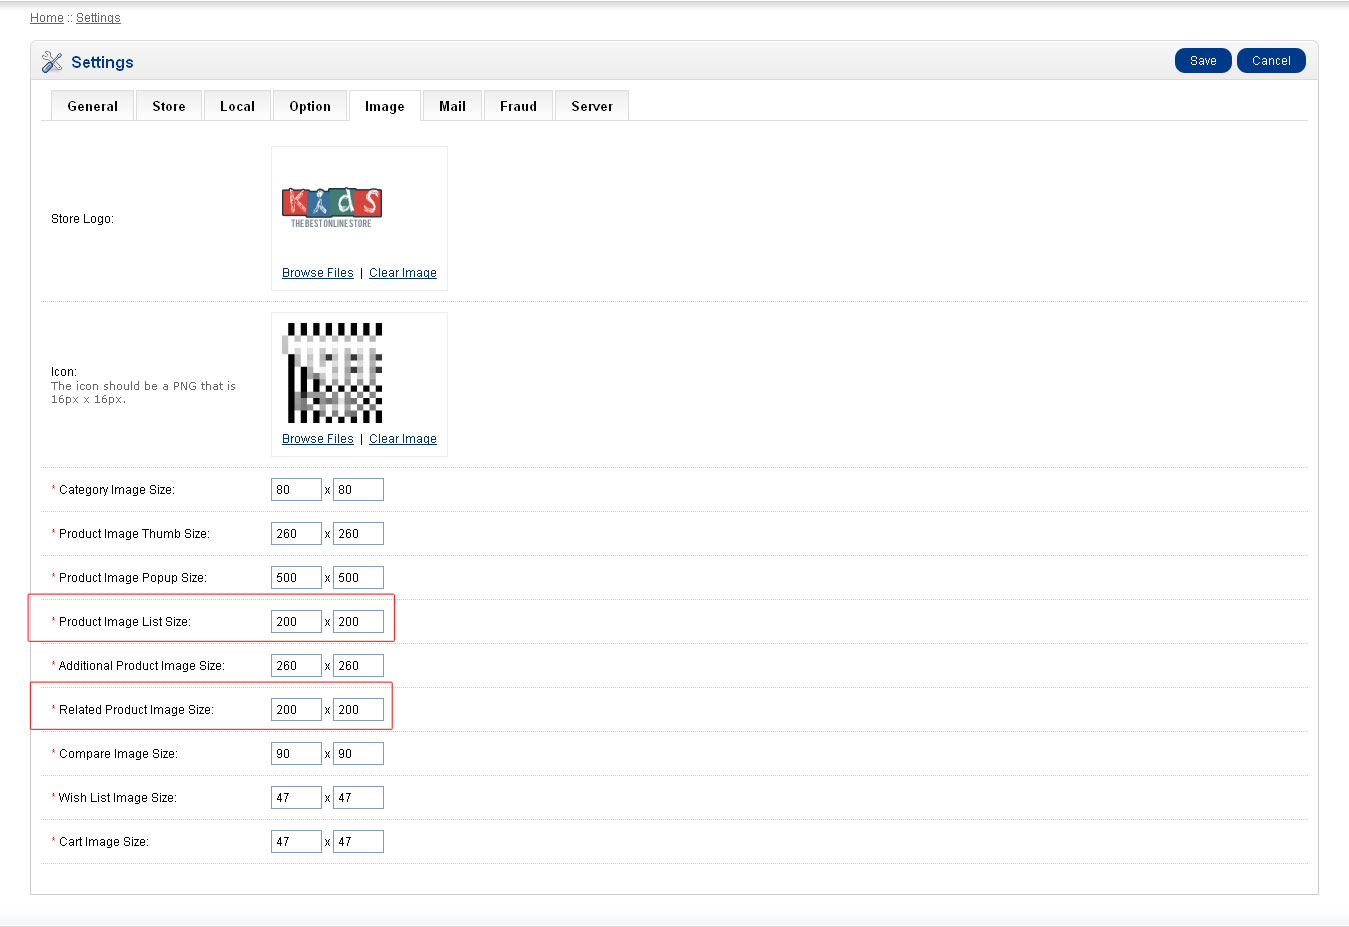 Home :: Settings
Settings
Save Cancel
General Store Local Option Image Mail Fraud Server
Store Logo:
KidS
THE BEST ONLINE STORE
Browse Files | Clear Image
Icon:
The icon should be a PNG that is
16px x 16px.
Browse Files | Clear Image
* Category Image Size: 80 x 80
* Product Image Thumb Size: 260 x 260
* Product Image Popup Size: 500 x 500
* Product Image List Size: 200 x 200
* Additional Product Image Size: 260 x 260
* Related Product Image Size: 200 x 200
* Compare Image Size: 90 x 90
* Wish List Image Size: 47 x 47
* Cart Image Size: 47 x 47